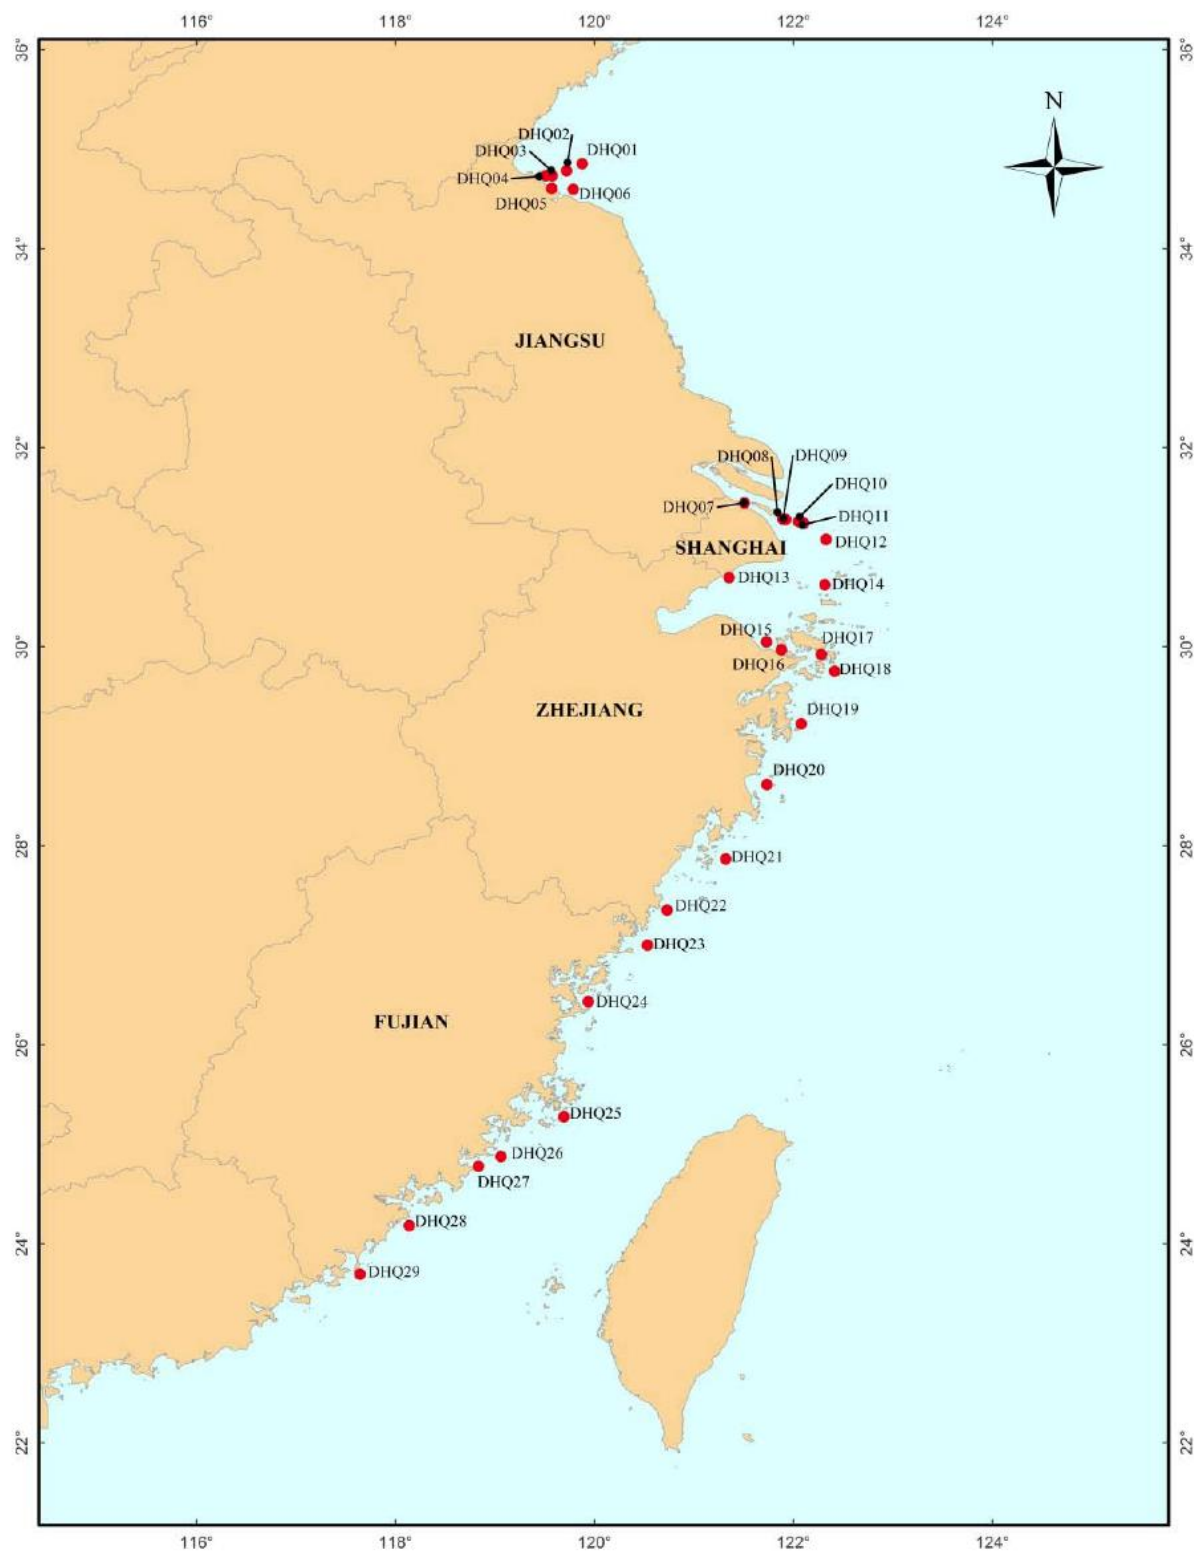 116° 118° 120° 122° 124°
36° 36°
N
DHQ02
DHQ01
DHQ03
DHQ04
DHQ06
DHQ05
34° 34°
JIANGSU
32° 32°
DHQ08 DHQ09
DHQ10
DHQ07
DHQ11
DHQ12
SHANGHAI
DHQ13
DHQ14
DHQ15
DHQ17
30° 30°
DHQ16
DHQ18
ZHEJIANG
DHQ19
DHQ20
28° 28°
DHQ21
DHQ22
DHQ23
DHQ24
FUJIAN
26° 26°
DHQ25
DHQ26
DHQ27
DHQ28
24° 24°
DHQ29
22° 22°
116° 118° 120° 122° 124°